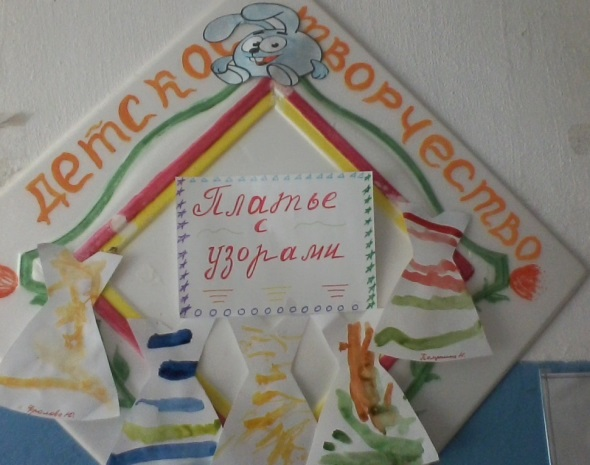 Детское творчество
Платье
с
узорами